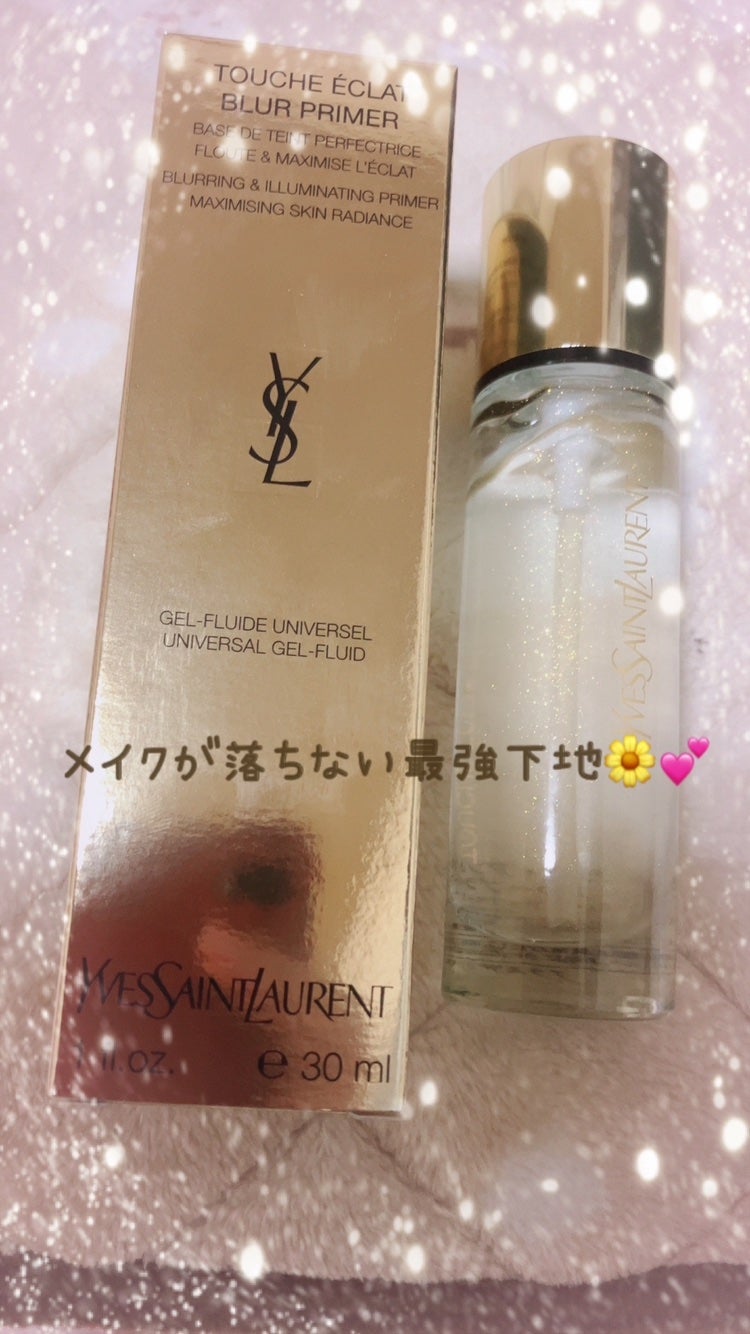 TOUCHE ÉCLAT
BLUR PRIMER
BASE DE TEINT PERFECTRICE
FLOUTE & MAXIMISE L'ÉCLAT
BLURRING & ILLUMINATING PRIMER
MAXIMISING SKIN RADIANCE
YSL
GEL-FLUIDE UNIVERSEL
UNIVERSAL GEL-FLUID
YVESSAINTLAURENT
メイクが落ちない最強下地🌼💕
YVESSAINTLAURENT
fl.oz. e 30 ml